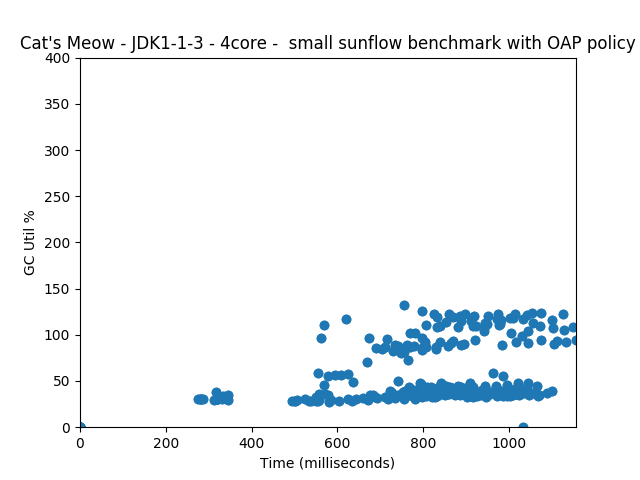 Cat's Meow - JDK1-1-3 - 4core -  small sunflow benchmark with OAP policy
400
350
300
250
200
150
100
50
0
GC Util %
0 200 400 600 800 1000
Time (milliseconds)